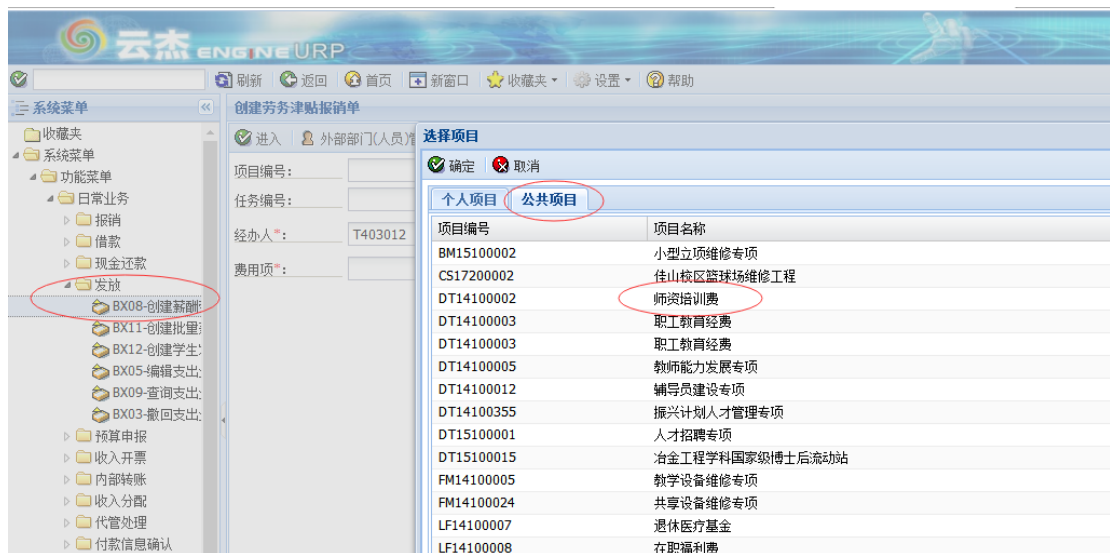 云杰 ENGINE URP
刷新 返回 首页 新窗口 收藏夹 设置 帮助
系统菜单
收藏夹
系统菜单
功能菜单
日常业务
报销
借款
现金还款
发放
BX08-创建薪酬
BX11-创建批量
BX12-创建学生
BX05-编辑支出
BX09-查询支出
BX03-撤回支出
预算申报
收入开票
内部转账
收入分配
代管处理
付款信息确认
创建劳务津贴报销单
进入 外部部门(人员)
项目编号:
任务编号:
经办人*: T403012
费用项*:
选择项目
确定 取消
个人项目 公共项目
项目编号 项目名称
BM15100002 小型立项维修专项
CS17200002 佳山校区篮球场维修工程
DT14100002 师资培训费
DT14100003 职工教育经费
DT14100003 职工教育经费
DT14100005 教师能力发展专项
DT14100012 辅导员建设专项
DT14100355 振兴计划人才管理专项
DT15100001 人才招聘专项
DT15100015 冶金工程学科国家级博士后流动站
FM14100005 教学设备维修专项
FM14100024 共享设备维修专项
LF14100007 退休医疗基金
LF14100008 在职福利费